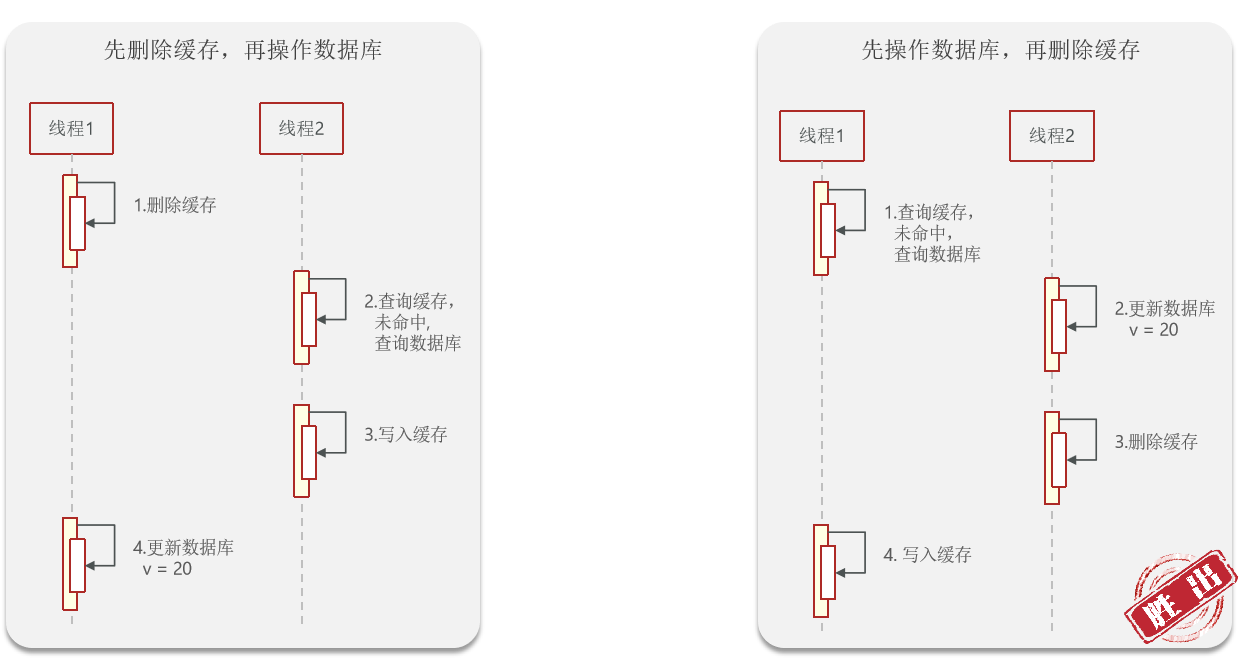 先删除缓存，再操作数据库
线程1
线程2
1.删除缓存
2.查询缓存，
未命中,
查询数据库
3.写入缓存
4.更新数据库
v = 20
先操作数据库，再删除缓存
线程1
线程2
1.查询缓存，
未命中，
查询数据库
2.更新数据库
v = 20
3.删除缓存
4. 写入缓存
胜出